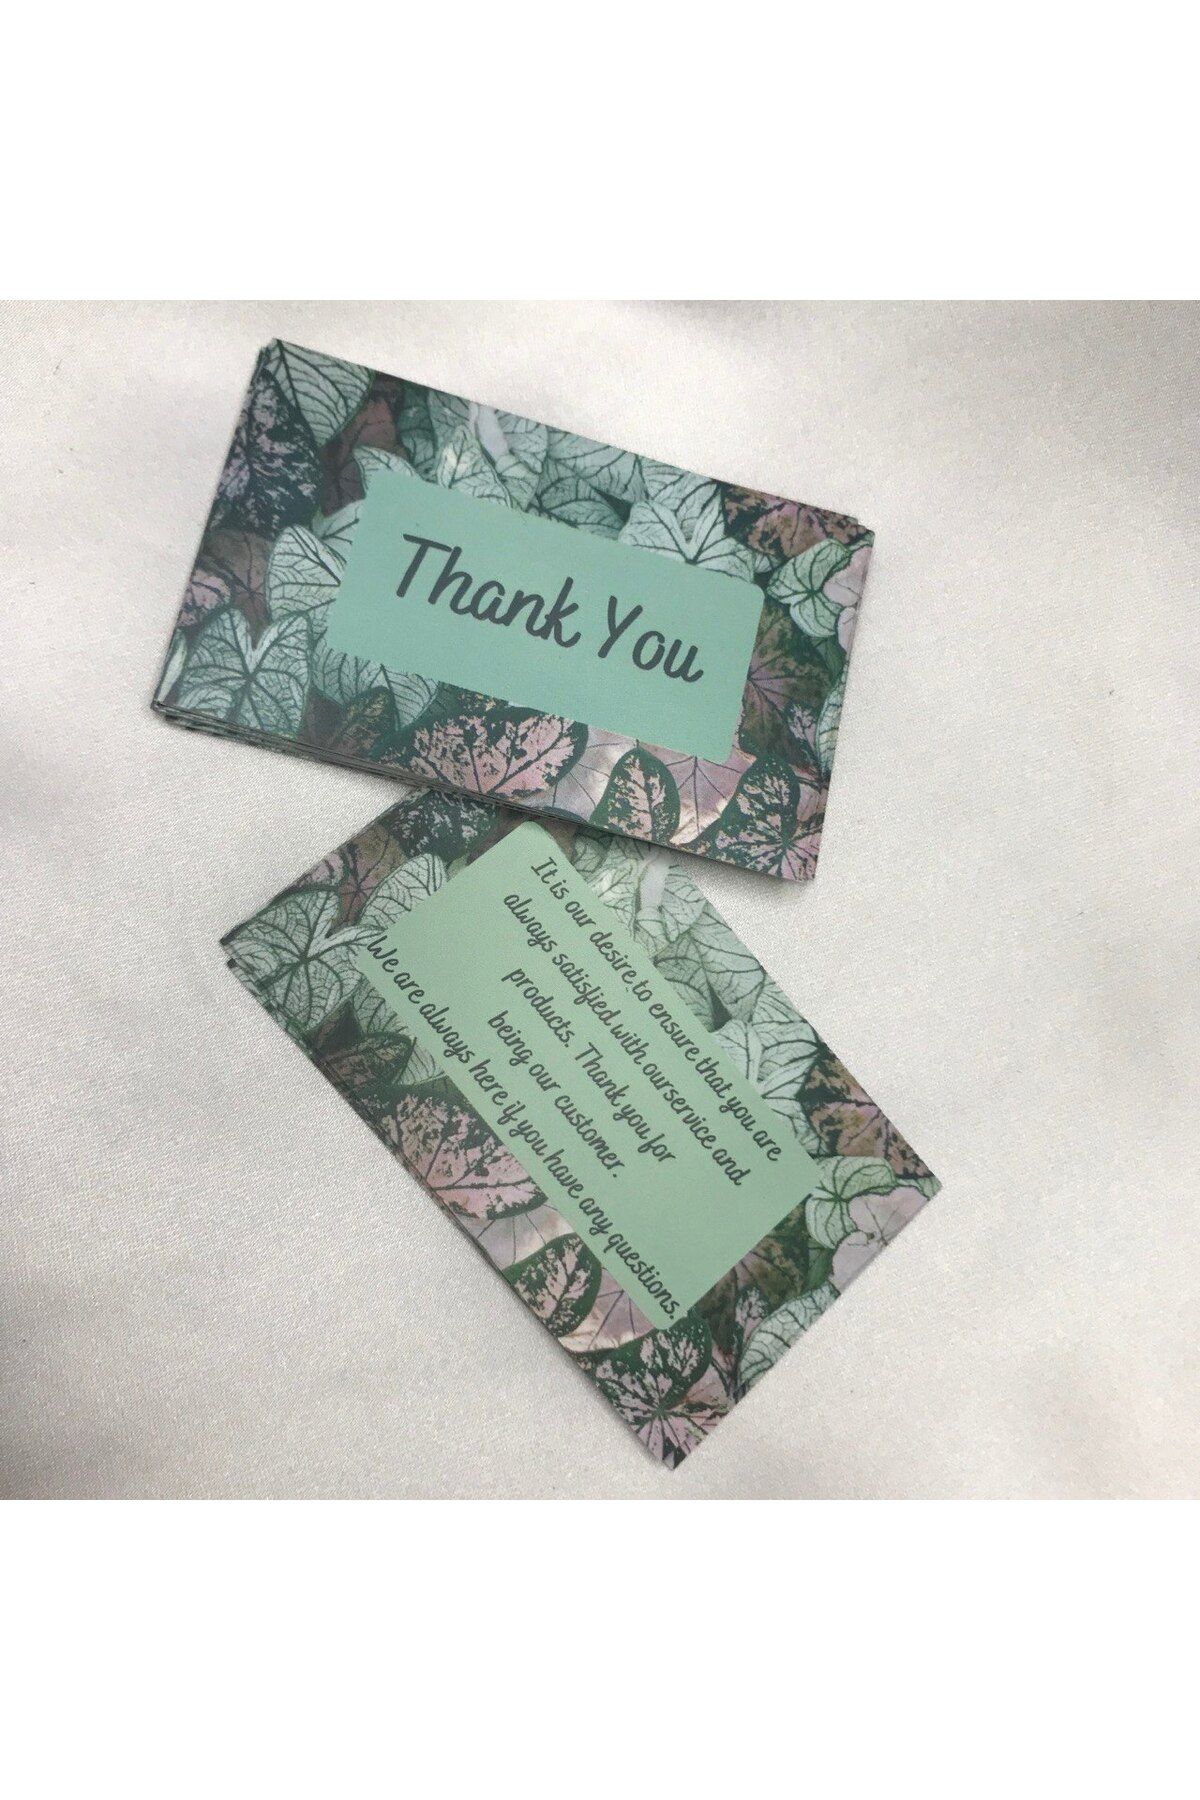 Thank You
It is our desire to ensure that you are
always satisfied with ourservice and
products. Thank you for
being our customer.
We are always here if you have any questions.